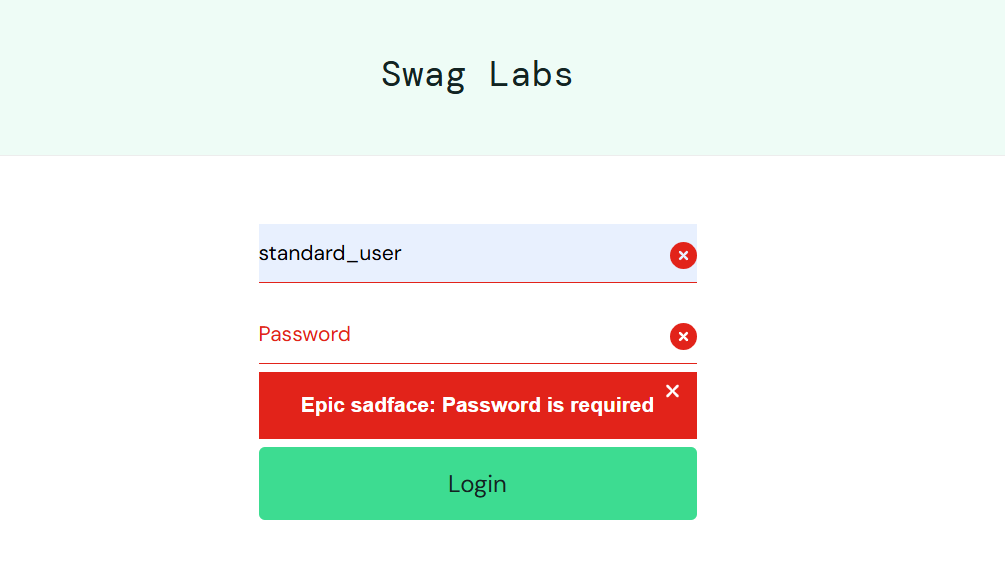 Swag Labs
standard_user
Password
Epic sadface: Password is required
Login